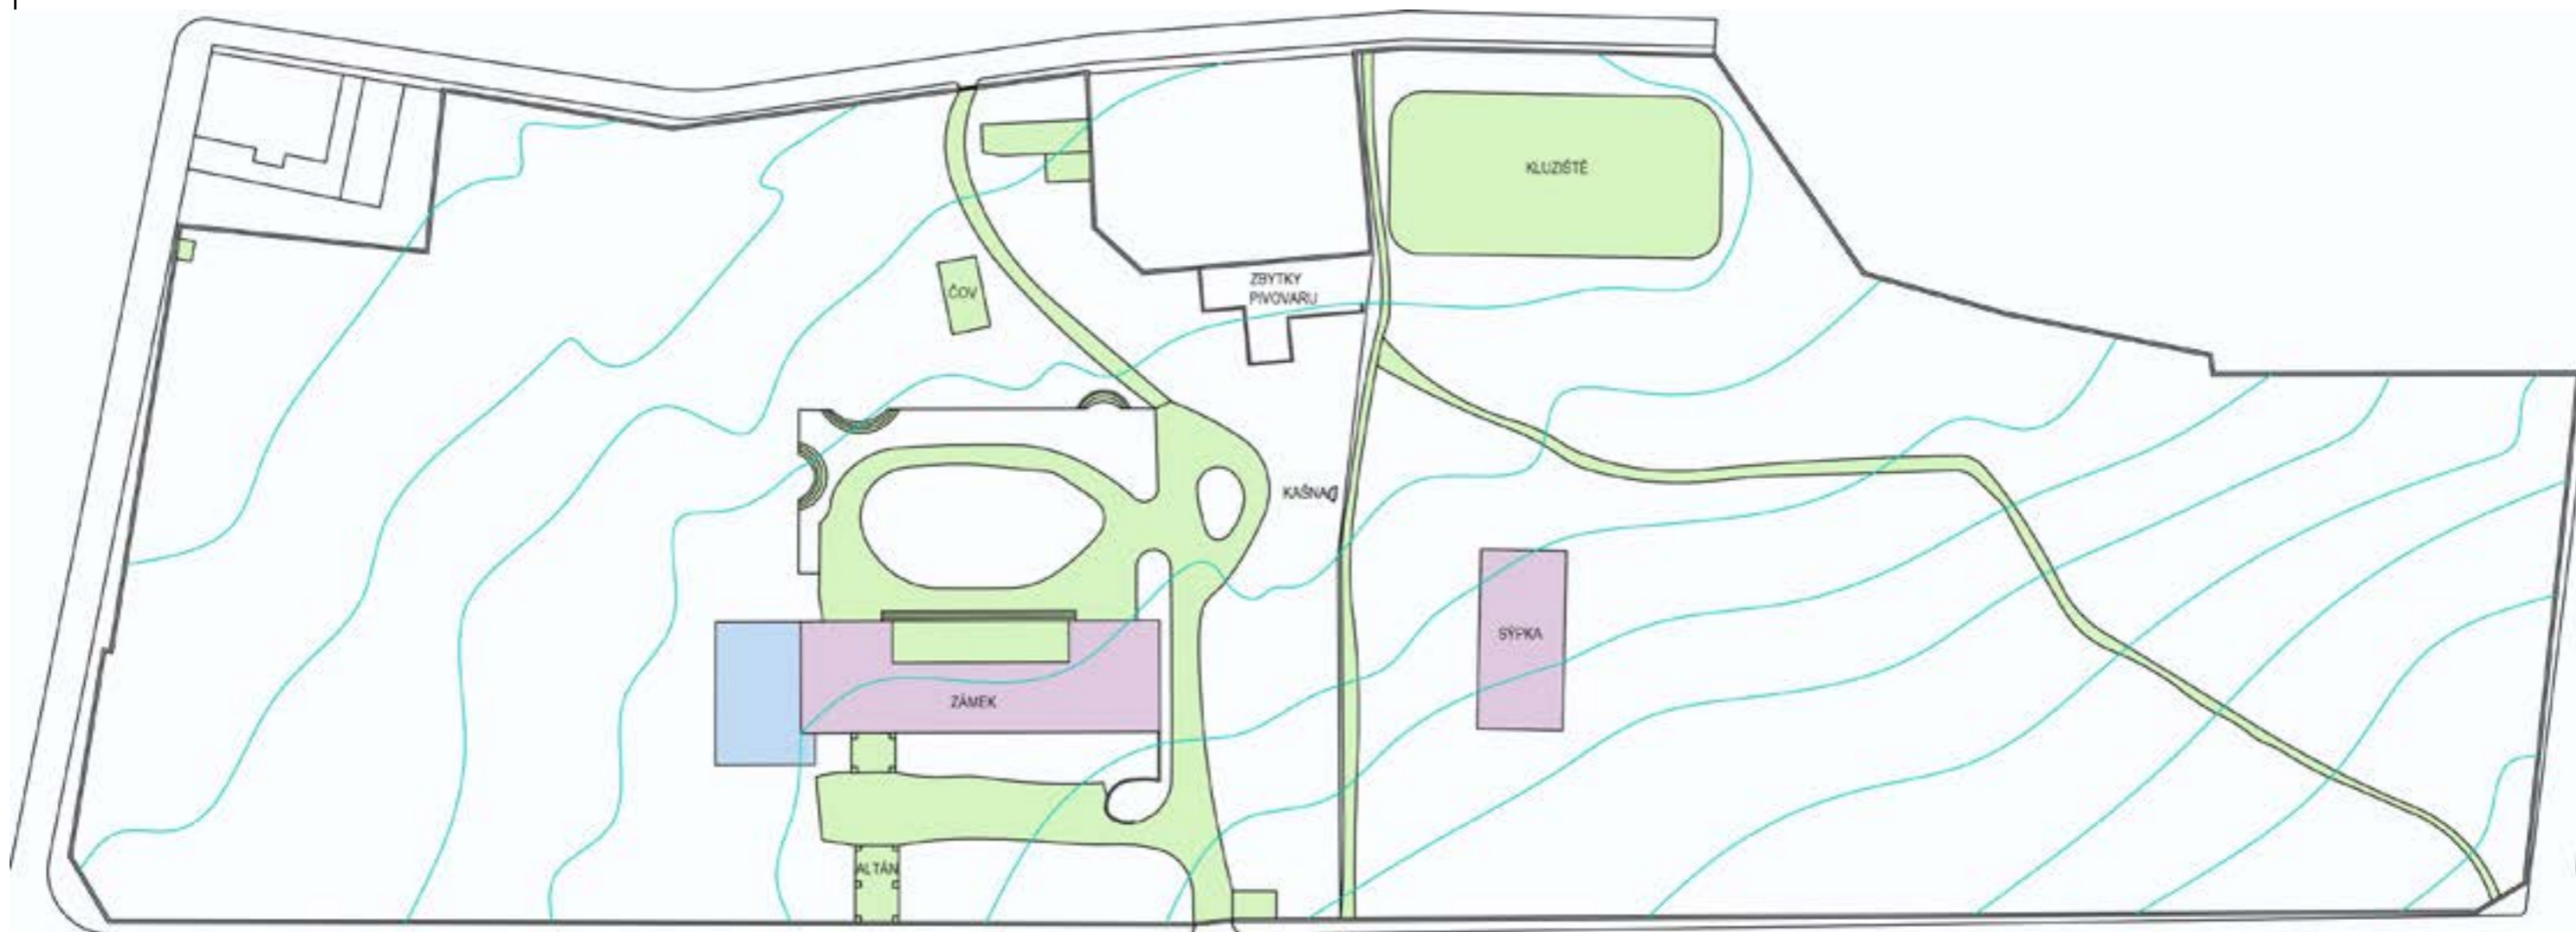 KLUZIŠTĚ
ZBYTKY
PIVOVARU
ČOV
KAŠNA
SÝPKA
ZÁMEK
ALTÁN